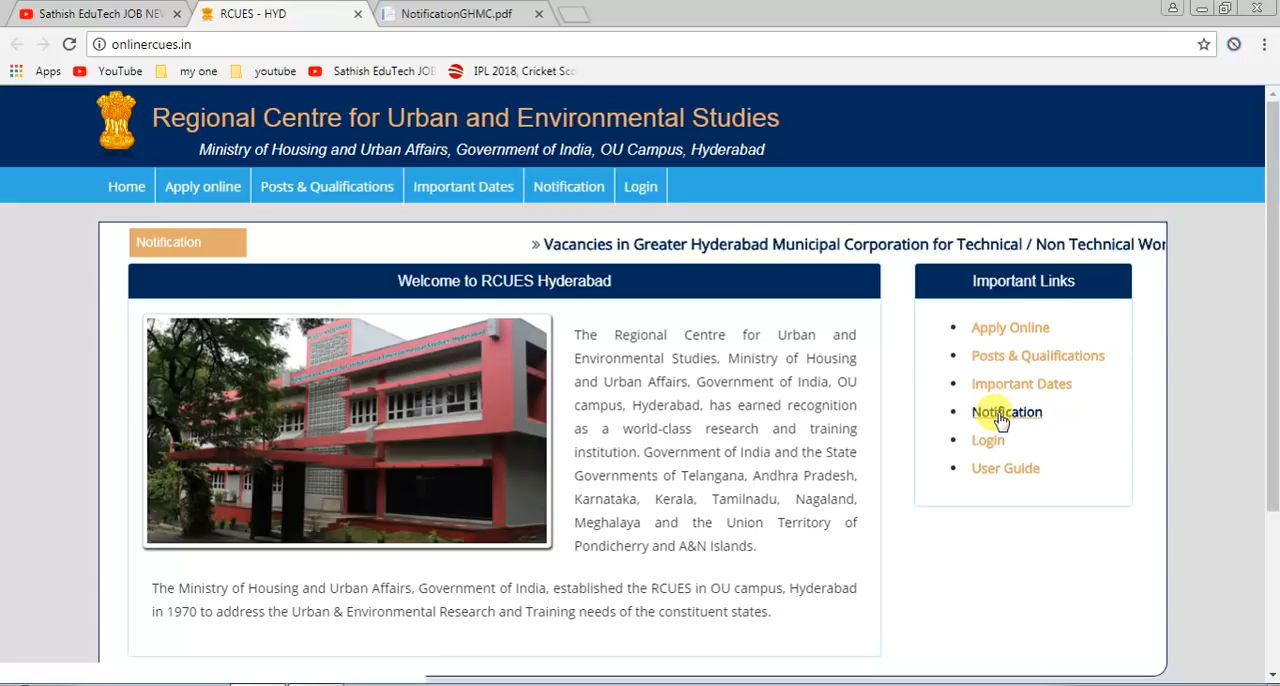 Sathish EduTech JOB NEV
RCUES - HYD
NotificationGHMC.pdf
onlinercues.in
Apps
YouTube
my one
youtube
Sathish EduTech JOB
IPL 2018, Cricket Sco
Regional Centre for Urban and Environmental Studies
Ministry of Housing and Urban Affairs, Government of India, OU Campus, Hyderabad
Home
Apply online
Posts & Qualifications
Important Dates
Notification
Login
Notification
» Vacancies in Greater Hyderabad Municipal Corporation for Technical / Non Technical Wor
Welcome to RCUES Hyderabad
The Regional Centre for Urban and
Environmental Studies, Ministry of Housing
and Urban Affairs, Government of India, OU
campus, Hyderabad, has earned recognition
as a world-class research and training
institution. Government of India and the State
Governments of Telangana, Andhra Pradesh,
Karnataka, Kerala, Tamilnadu, Nagaland,
Meghalaya and the Union Territory of
Pondicherry and A&N Islands.
The Ministry of Housing and Urban Affairs, Government of India, established the RCUES in OU campus, Hyderabad
in 1970 to address the Urban & Environmental Research and Training needs of the constituent states.
Important Links
Apply Online
Posts & Qualifications
Important Dates
Notification
Login
User Guide